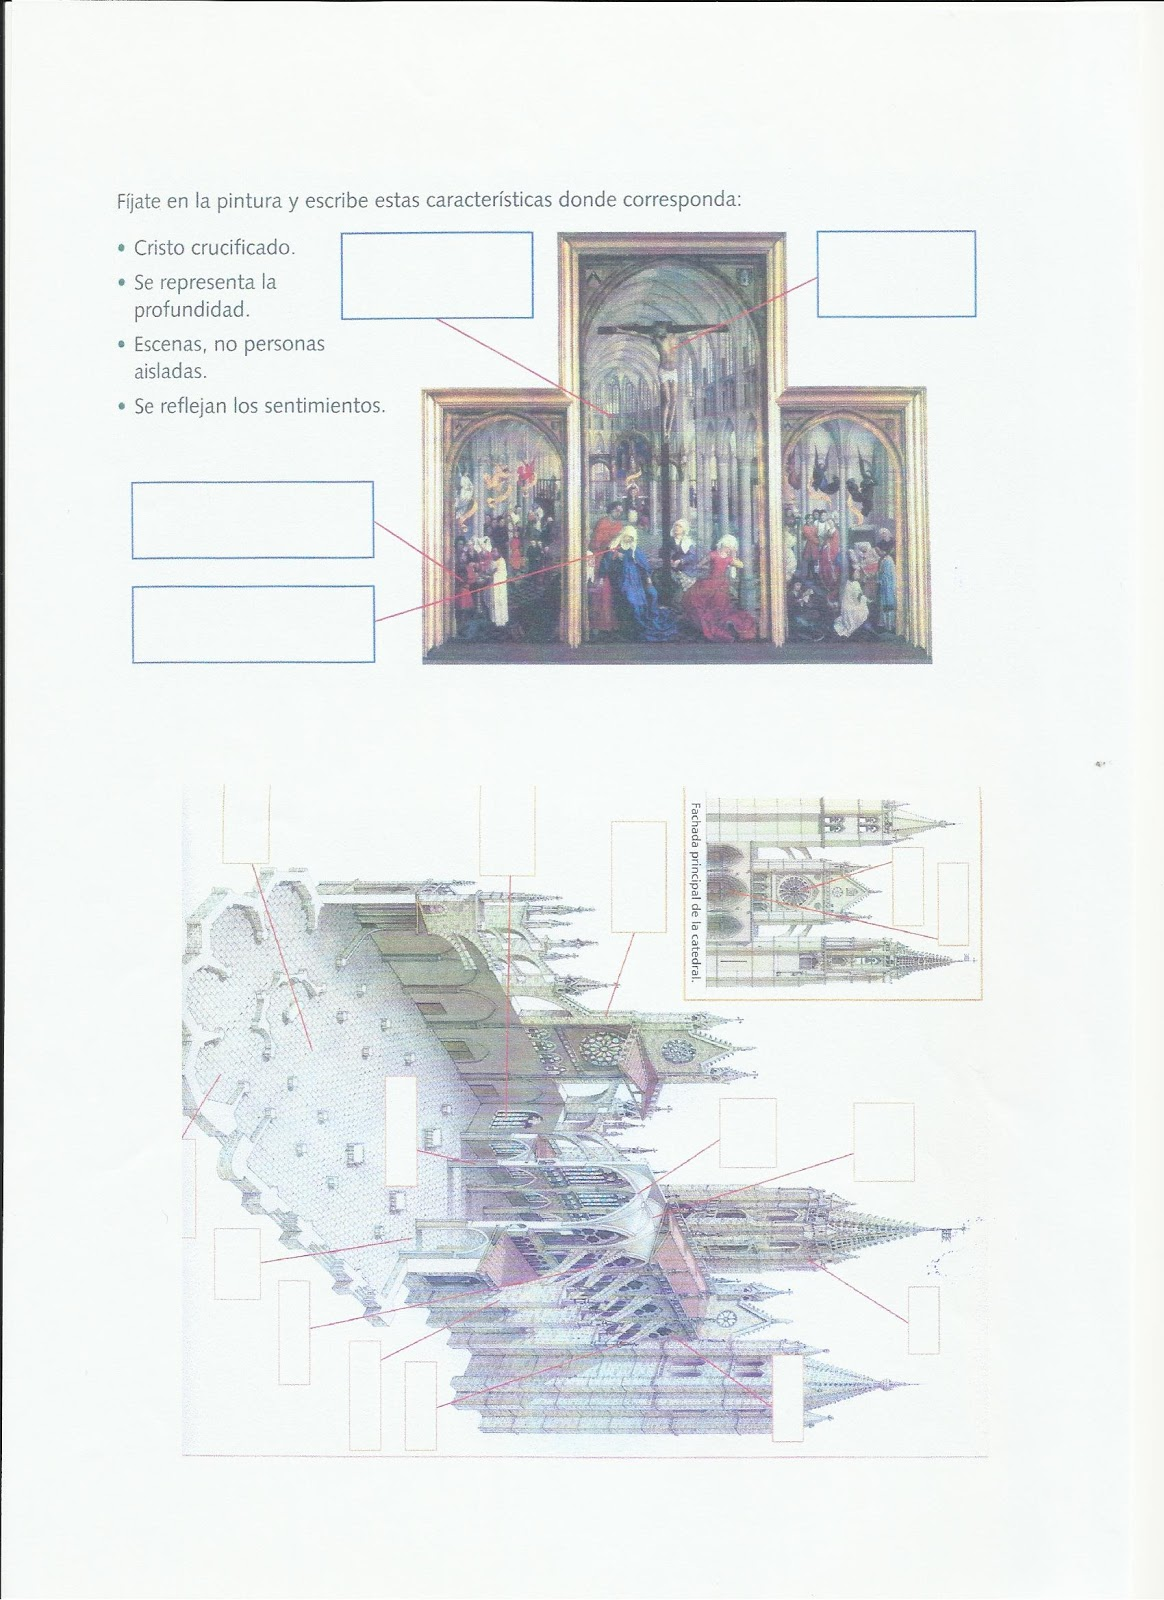 Fíjate en la pintura y escribe estas características donde corresponda:
• Cristo crucificado.
• Se representa la
profundidad.
• Escenas, no personas
aisladas.
• Se reflejan los sentimientos.
Fachada principal de la catedral.